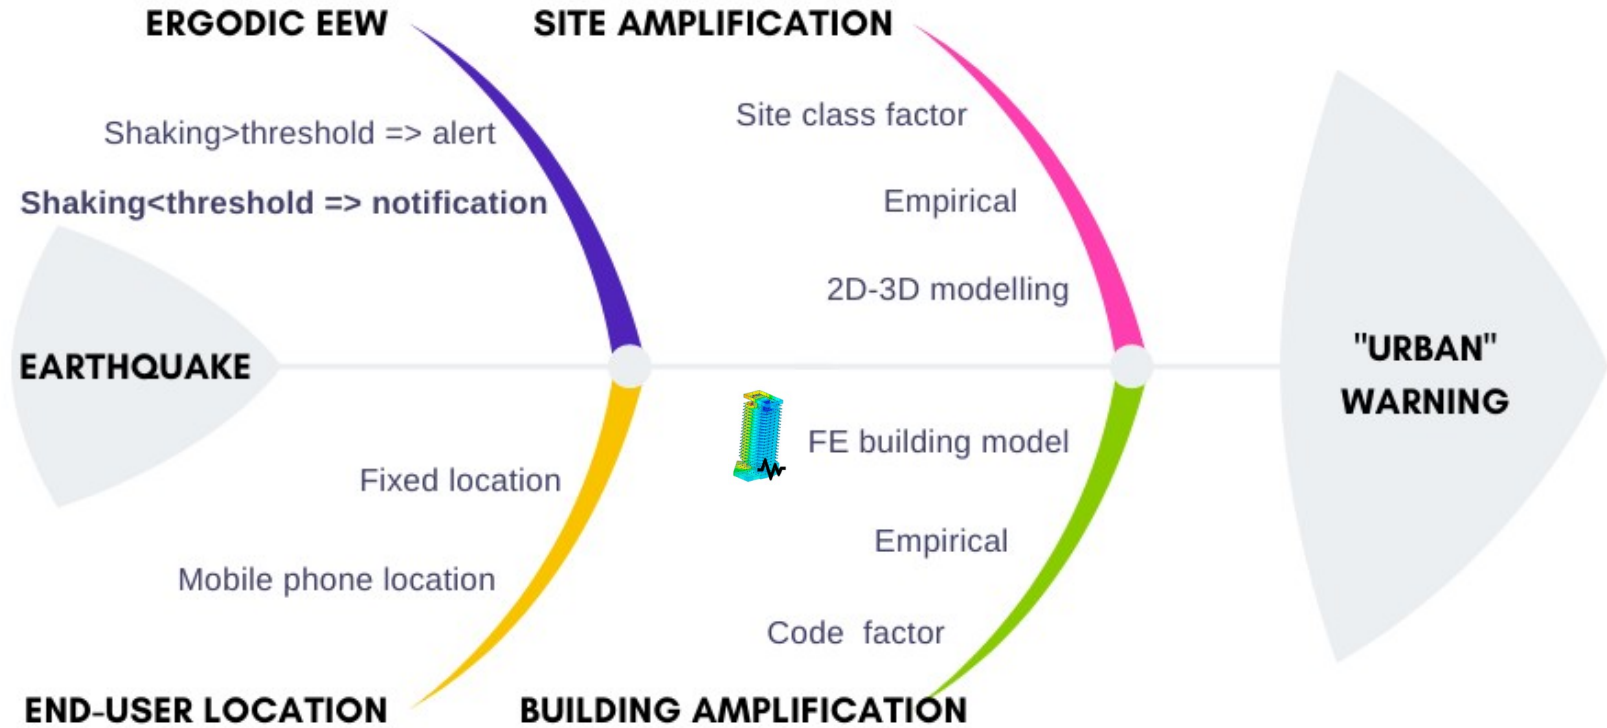 ERGODIC EEW
Shaking>threshold => alert
Shaking<threshold => notification
SITE AMPLIFICATION
Site class factor
Empirical
2D-3D modelling
EARTHQUAKE
"URBAN"
WARNING
Fixed location
Mobile phone location
END-USER LOCATION
FE building model
Empirical
Code factor
BUILDING AMPLIFICATION